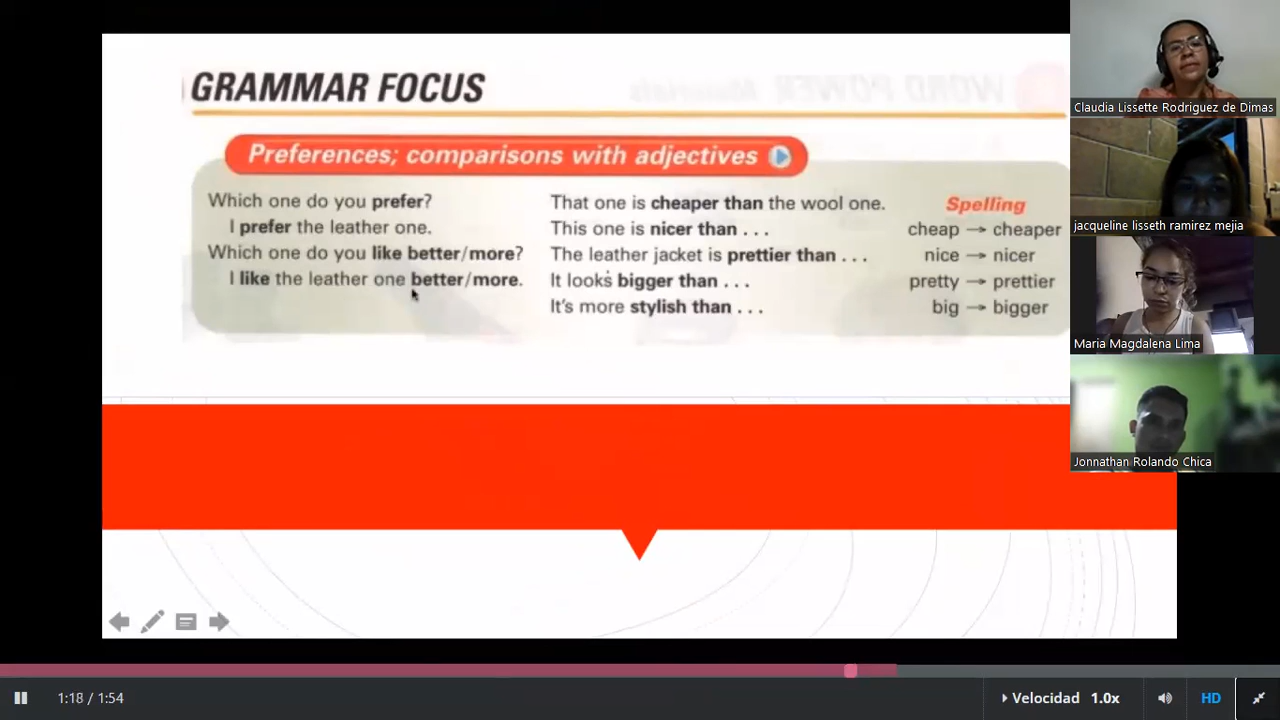 GRAMMAR FOCUS
Preferences; comparisons with adjectives
Which one do you prefer?
I prefer the leather one.
Which one do you like better/more?
I like the leather one better/more.
That one is cheaper than the wool one.
This one is nicer than . . .
The leather jacket is prettier than . . .
It looks bigger than . . .
It's more stylish than . . .
Spelling
cheap → cheaper
nice → nicer
pretty → prettier
big → bigger
WORD POWER Materials
Claudia Lissette Rodriguez de Dimas
jacqueline lisseth ramirez mejia
Maria Magdalena Lima
Jonnathan Rolando Chica
1:18 / 1:54
Velocidad 1.0x
HD